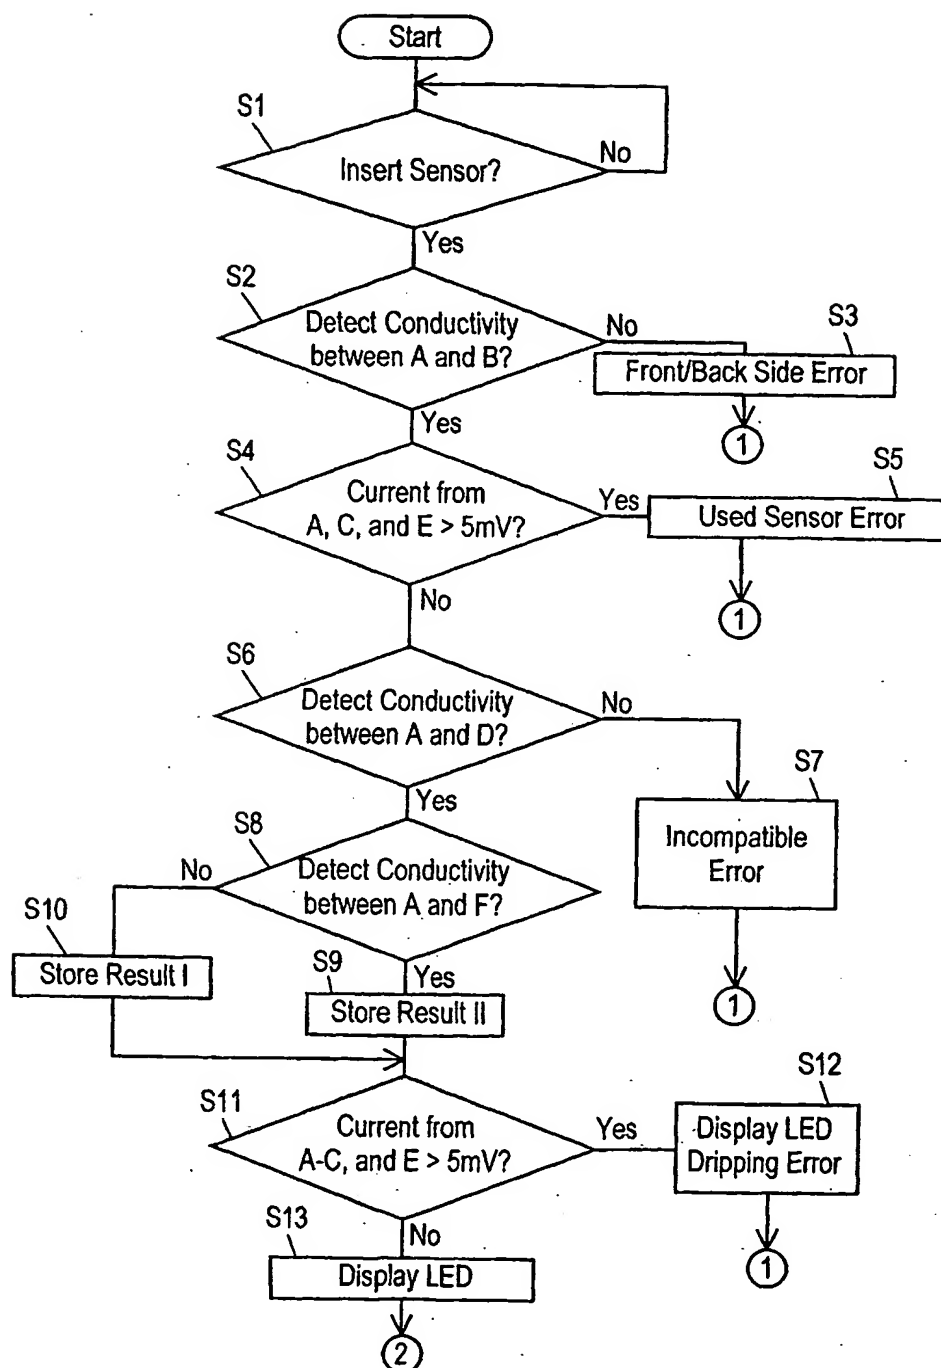 Start
S1
Insert Sensor?
No
Yes
S2
Detect Conductivity
between A and B?
No
S3
Front/Back Side Error
1
Yes
S4
Current from
A, C, and E > 5mV?
Yes
S5
Used Sensor Error
1
No
S6
Detect Conductivity
between A and D?
No
S7
Incompatible
Error
1
Yes
S8
Detect Conductivity
between A and F?
No
S10
Store Result I
S9
Yes
Store Result II
S11
Current from
A-C, and E > 5mV?
Yes
S12
Display LED
Dripping Error
1
S13
No
Display LED
2